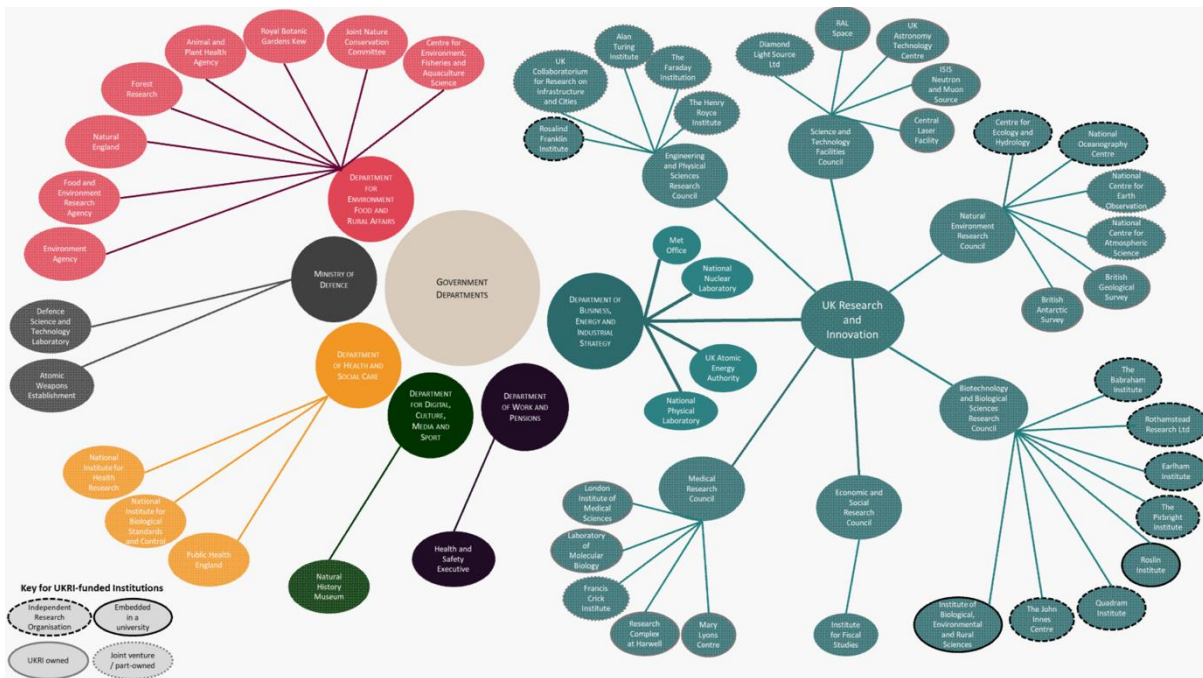 Animal and
Plant Health
Agency
Royal Botanic
Gardens Kew
Joint Nature
Conservation
Committee
Centre for
Environment,
Fisheries and
Aquaculture
Science
Forest
Research
Natural
England
Food and
Environment
Research
Agency
Environment
Agency
DEPARTMENT
FOR
ENVIRONMENT
FOOD AND
RURAL AFFAIRS
MINISTRY OF
DEFENCE
GOVERNMENT
DEPARTMENTS
Defence
Science and
Technology
Laboratory
Atomic
Weapons
Establishment
DEPARTMENT
OF HEALTH AND
SOCIAL CARE
DEPARTMENT
FOR DIGITAL,
CULTURE,
MEDIA AND
SPORT
DEPARTMENT
OF WORK AND
PENSIONS
National
Institute for
Health
Research
National
Institute for
Biological
Standards
and Control
Public Health
England
Natural
History
Museum
Health and
Safety
Executive
Key for UKRI-funded Institutions
Independent
Research
Organisation
Embedded
in a
university
UKRI owned
Joint venture
/ part-owned
UK
Collaboratorium
for Research on
Infrastructure
and Cities
Alan
Turing
Institute
The
Faraday
Institution
The Henry
Royce
Institute
Rosalind
Franklin
Institute
Engineering
and Physical
Sciences
Research
Council
Diamond
Light Source
Ltd
RAL
Space
UK
Astronomy
Technology
Centre
ISIS
Neutron
and Muon
Source
Central
Laser
Facility
Science and
Technology
Facilities
Council
Centre for
Ecology and
Hydrology
National
Oceanography
Centre
National
Centre for
Earth
Observation
National
Centre for
Atmospheric
Science
British
Geological
Survey
British
Antarctic
Survey
Natural
Environment
Research
Council
Met
Office
National
Nuclear
Laboratory
DEPARTMENT OF
BUSINESS,
ENERGY AND
INDUSTRIAL
STRATEGY
UK Atomic
Energy
Authority
National
Physical
Laboratory
UK Research
and
Innovation
Biotechnology
and Biological
Sciences
Research
Council
The
Babraham
Institute
Rothamstead
Research Ltd
Earlham
Institute
The
Pirbright
Institute
Roslin
Institute
Quadram
Institute
The John
Innes
Centre
Institute of
Biological,
Environmental
and Rural
Sciences
Medical
Research
Council
London
Institute of
Medical
Sciences
Laboratory
of Molecular
Biology
Francis
Crick
Institute
Research
Complex
at Harwell
Mary
Lyons
Centre
Economic and
Social
Research
Council
Institute
for Fiscal
Studies